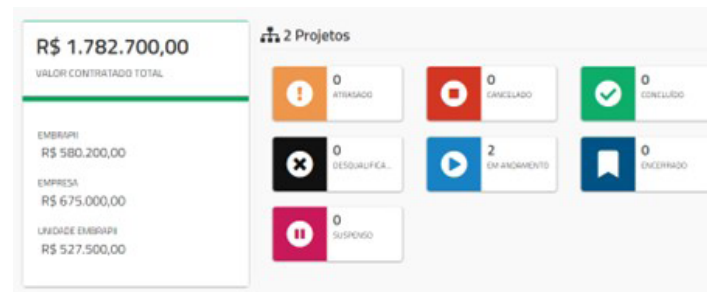 R$ 1.782.700,00
VALOR CONTRATADO TOTAL
EMBRAPII
R$ 580.200,00
EMPRESA
R$ 675.000,00
UNIDADE EMBRAPII
R$ 527.500,00
2 Projetos
0
ATRASADO
0
CANCELADO
0
CONCLUÍDO
0
DESQUALIFICA...
2
EM ANDAMENTO
0
ENCERRADO
0
SUSPENSO